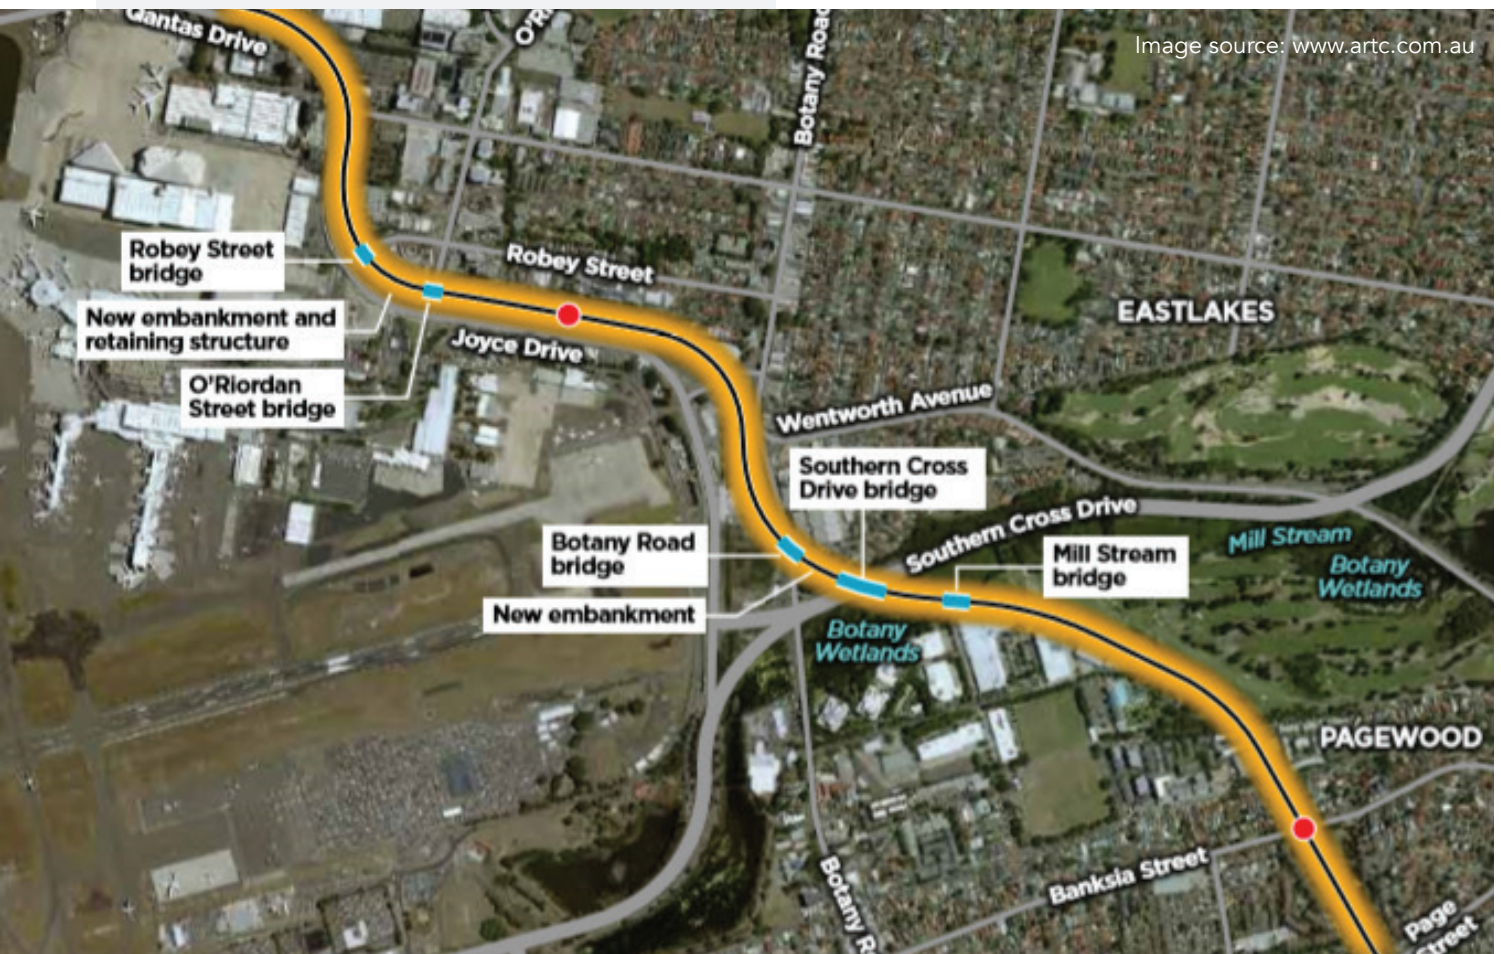 Image source: www.artc.com.au
Qantas Drive
Botany Road
Robey Street
bridge
Robey Street
New embankment and
retaining structure
EASTLAKES
Joyce Drive
O'Riordan
Street bridge
Wentworth Avenue
Southern Cross
Drive bridge
Southern Cross Drive
Botany Road
bridge
Mill Stream
bridge
Mill Stream
Botany
Wetlands
New embankment
Botany
Wetlands
PAGEWOOD
Banksia Street
Botany R
Page
Street